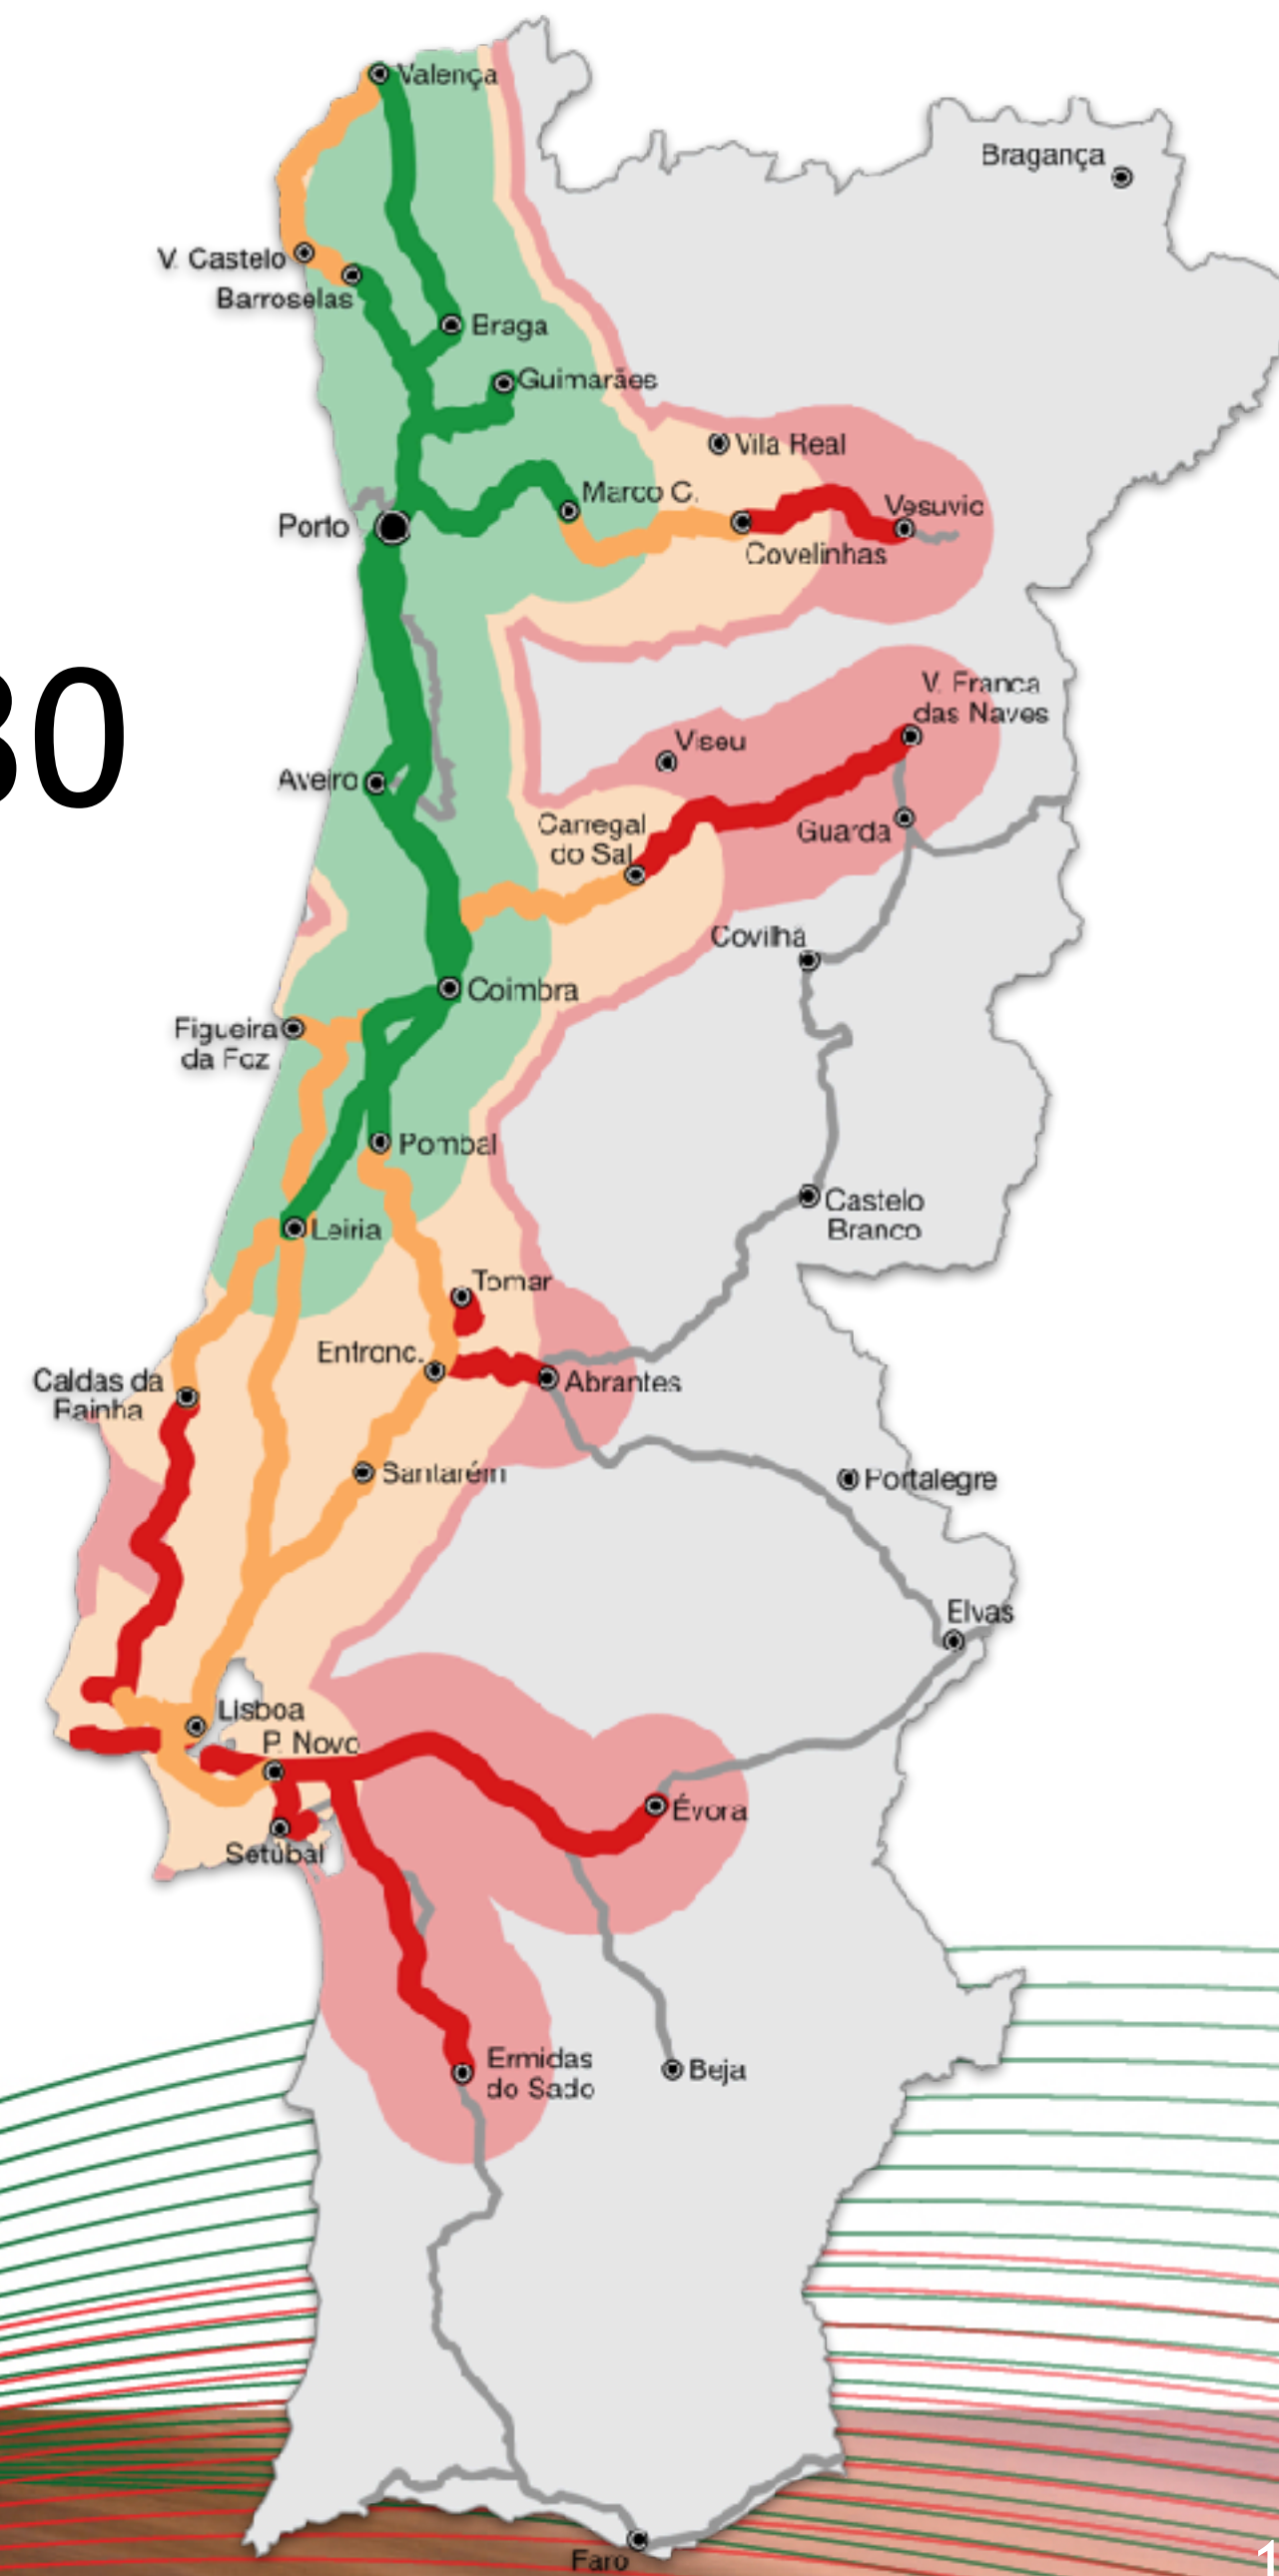 Valença
Bragança
V. Castelo
Barroselas
Braga
Guimarães
Vila Real
Marco C.
Vesuvio
Porto
Covelinhas
30
V. Franca
das Naves
Viseu
Aveiro
Carregal
do Sal
Guarda
Covilhã
Coimbra
Figueira
da Foz
Pombal
Castelo
Branco
Leiria
Tomar
Entronc.
Caldas da
Rainha
Abrantes
Santarém
Portalegre
Elvas
Lisboa
P. Novo
Évora
Setúbal
Ermidas
do Sado
Beja
Faro
1